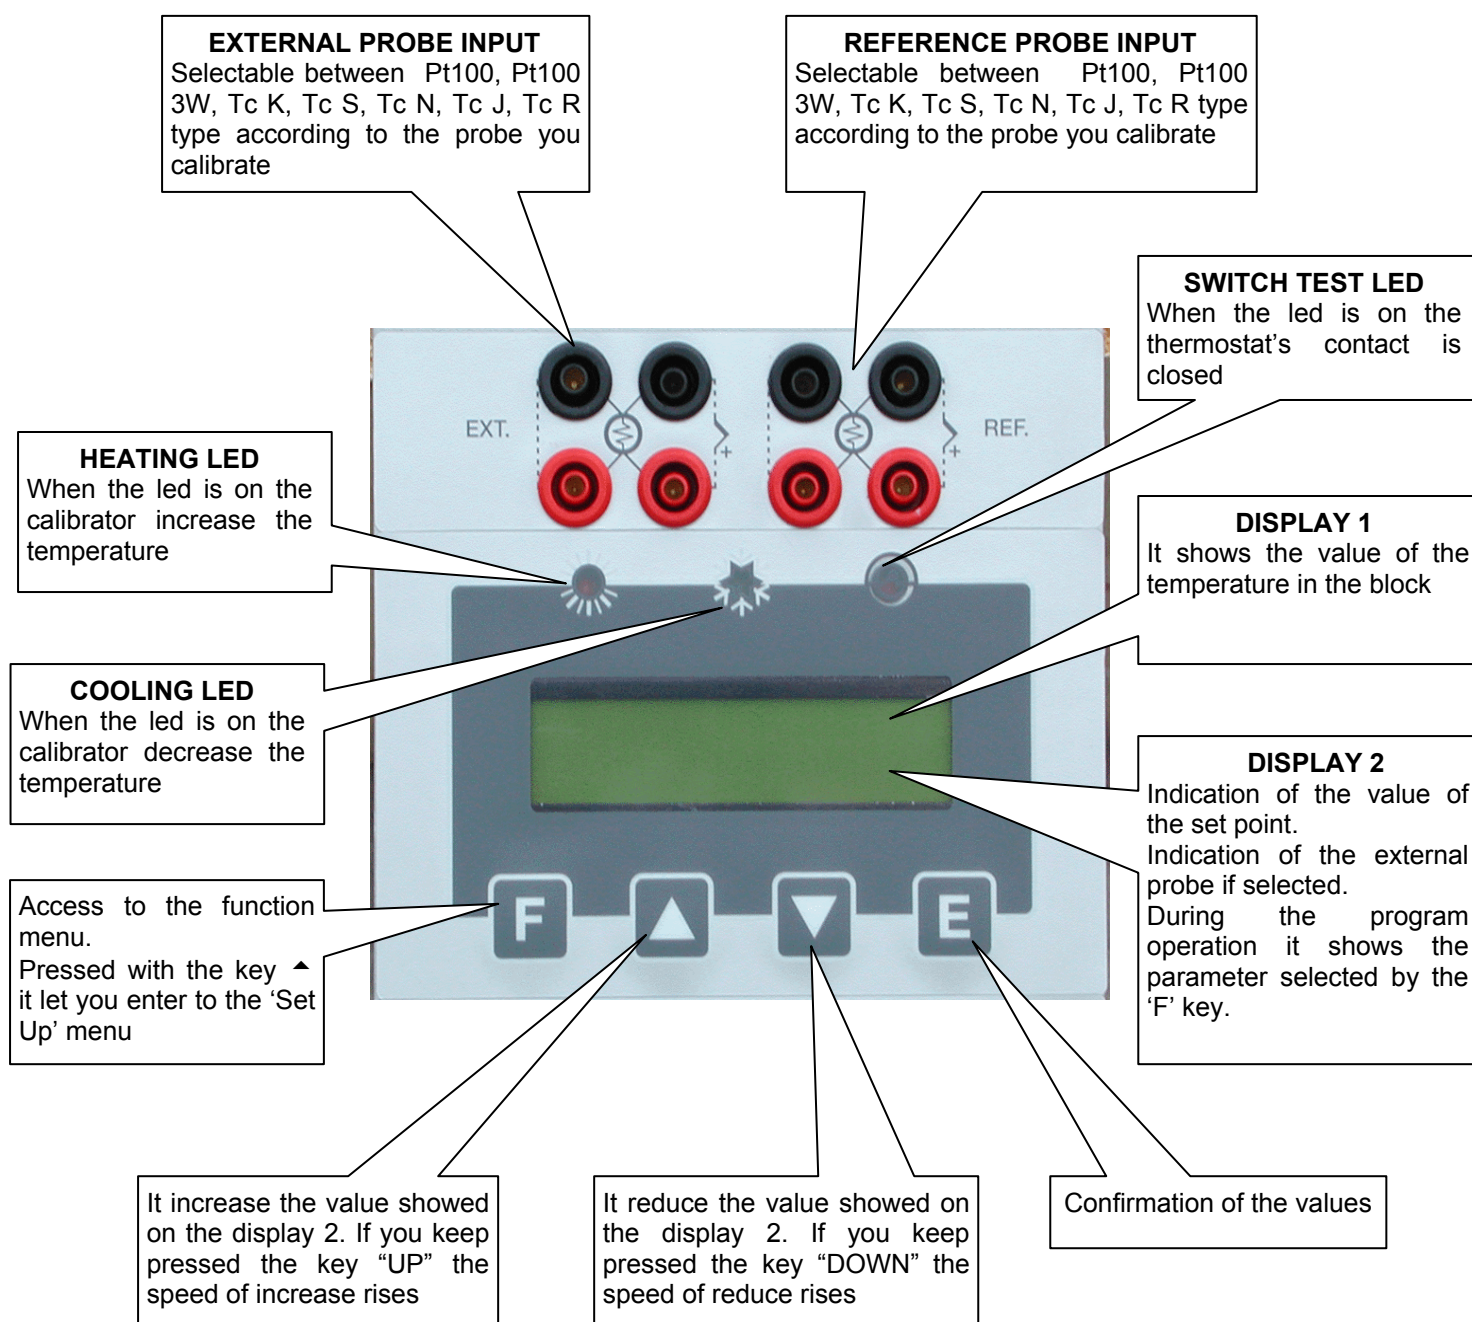 EXTERNAL PROBE INPUT
Selectable between Pt100, Pt100
3W, Tc K, Tc S, Tc N, Tc J, Tc R
type according to the probe you
calibrate
REFERENCE PROBE INPUT
Selectable between Pt100, Pt100
3W, Tc K, Tc S, Tc N, Tc J, Tc R type
according to the probe you calibrate
SWITCH TEST LED
When the led is on the
thermostat’s contact is
closed
EXT.
+
+
REF.
HEATING LED
When the led is on the
calibrator increase the
temperature
DISPLAY 1
It shows the value of the
temperature in the block
COOLING LED
When the led is on the
calibrator decrease the
temperature
DISPLAY 2
Indication of the value of
the set point.
Indication of the external
probe if selected.
During the program
operation it shows the
parameter selected by the
‘F’ key.
Access to the function
menu.
Pressed with the key ▲
it let you enter to the ‘Set
Up’ menu
F ▲ ▼ E
It increase the value showed
on the display 2. If you keep
pressed the key “UP” the
speed of increase rises
It reduce the value showed on
the display 2. If you keep
pressed the key “DOWN” the
speed of reduce rises
Confirmation of the values